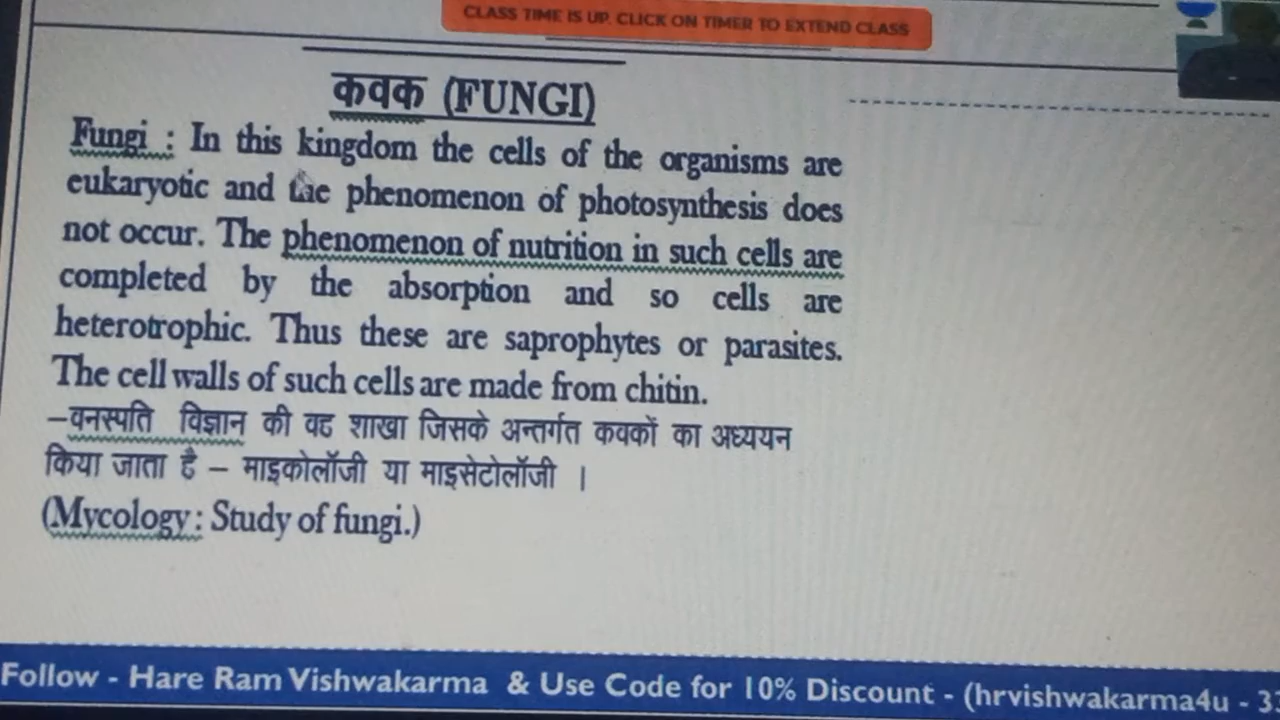 CLASS TIME IS UP. CLICK ON TIMER TO EXTEND CLASS
कवक (FUNGI)
Fungi : In this kingdom the cells of the organisms are
eukaryotic and the phenomenon of photosynthesis does
not occur. The phenomenon of nutrition in such cells are
completed by the absorption and so cells are
heterotrophic. Thus these are saprophytes or parasites.
The cell walls of such cells are made from chitin.
–वनस्पति विज्ञान की वह शाखा जिसके अन्तर्गत कवकों का अध्ययन
किया जाता है – माइकोलॉजी या माइसेटोलॉजी ।
(Mycology : Study of fungi.)
Follow - Hare Ram Vishwakarma & Use Code for 10% Discount - (hrvishwakarma4u -